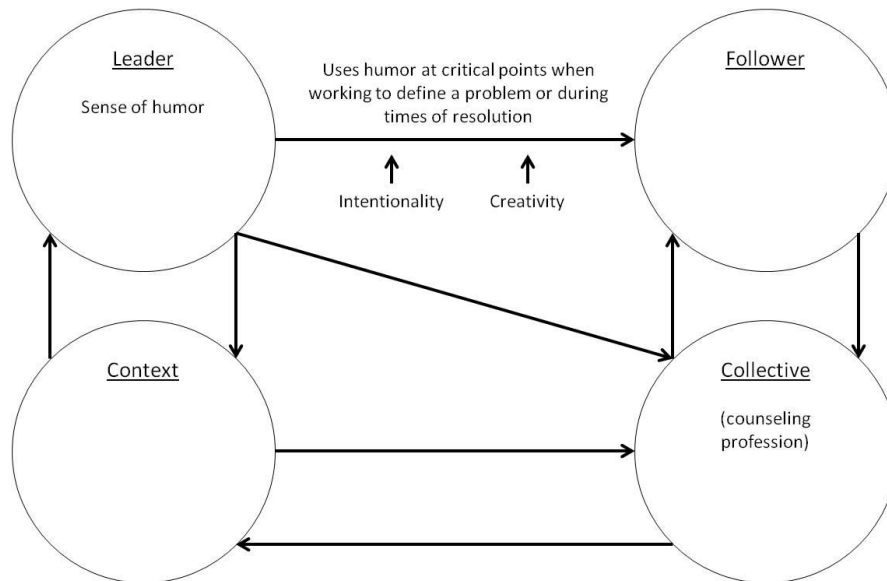 Leader
Sense of humor
Uses humor at critical points when
working to define a problem or during
times of resolution
Follower
Intentionality
Creativity
Context
Collective
(counseling
profession)